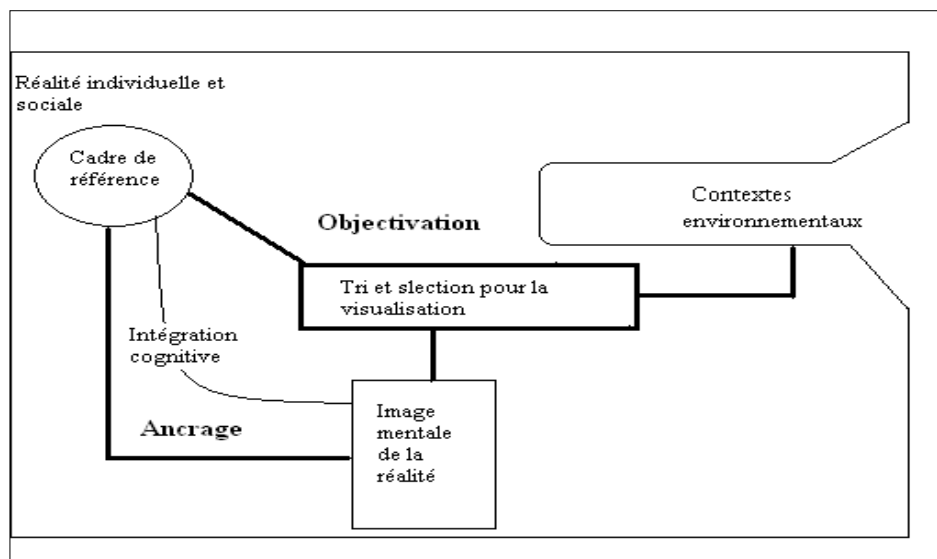 Réalité individuelle et
sociale
Cadre de
référence
Contextes
environnementaux
Objectivation
Tri et slection pour la
visualisation
Intégration
cognitive
Ancrage
Image
mentale
de la
réalité